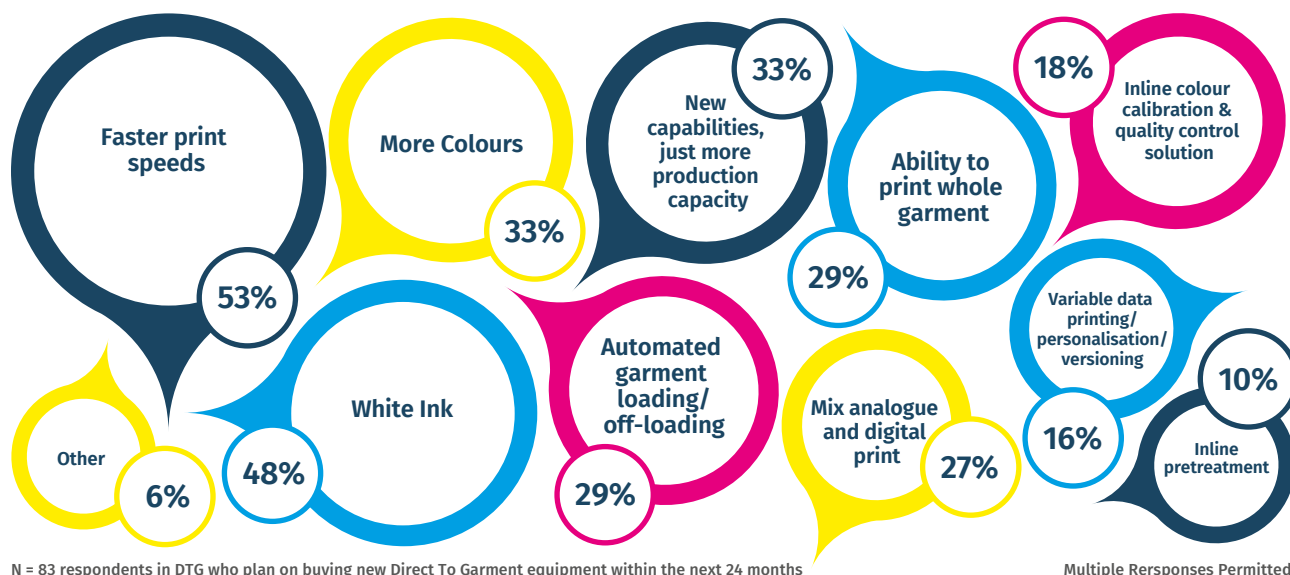 Faster print
speeds
53%
More Colours
33%
New
capabilities,
just more
production
capacity
33%
Ability to
print whole
garment
29%
Inline colour
calibration &
quality control
solution
18%
Other
6%
White Ink
48%
Automated
garment
loading/
off-loading
29%
Mix analogue
and digital
print
27%
Variable data
printing/
personalisation/
versioning
16%
Inline
pretreatment
10%
N = 83 respondents in DTG who plan on buying new Direct To Garment equipment within the next 24 months
Multiple Rersponses Permitted